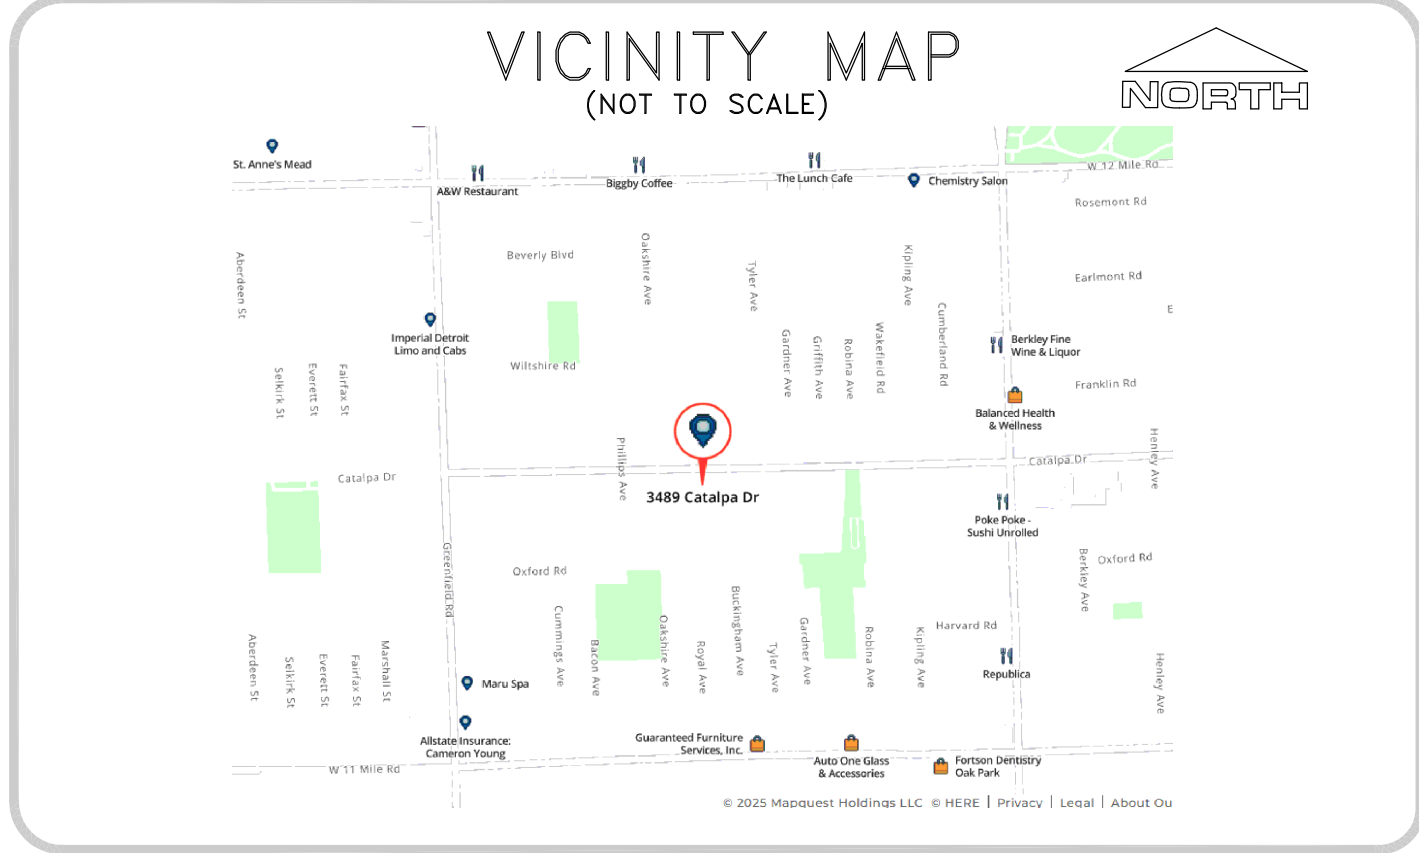 VICINITY MAP
(NOT TO SCALE)
NORTH
St. Anne's Mead
A&W Restaurant
Biggby Coffee
The Lunch Cafe
Chemistry Salon
W 12 Mile Rd
Rosemont Rd
Beverly Blvd
Oakshire Ave
Tyler Ave
Kipling Ave
Earlmont Rd
Aberdeen St
E
Imperial Detroit
Limo and Cabs
Gardner Ave
Griffith Ave
Robina Ave
Wakefield Rd
Cumberland Rd
Berkley Fine
Wine & Liquor
Wiltshire Rd
Selkirk St
Everett St
Fairfax St
Franklin Rd
Balanced Health
& Wellness
Phillips Ave
Henley Ave
Catalpa Dr
Catalpa Dr
3489 Catalpa Dr
Poke Poke -
Sushi Unrolled
Greenfield Rd
Oxford Rd
Berkley Ave
Oxford Rd
Cummings Ave
Bacon Ave
Oakshire Ave
Royal Ave
Buckingham Ave
Tyler Ave
Gardner Ave
Robina Ave
Kipling Ave
Harvard Rd
Aberdeen St
Selkirk St
Everett St
Fairfax St
Marshall St
Republica
Henley Ave
Maru Spa
Allstate Insurance:
Cameron Young
Guaranteed Furniture
Services, Inc.
Auto One Glass
& Accessories
Fortson Dentistry
Oak Park
W 11 Mile Rd
© 2025 Mapquest Holdings LLC © HERE | Privacy | Legal | About Ou